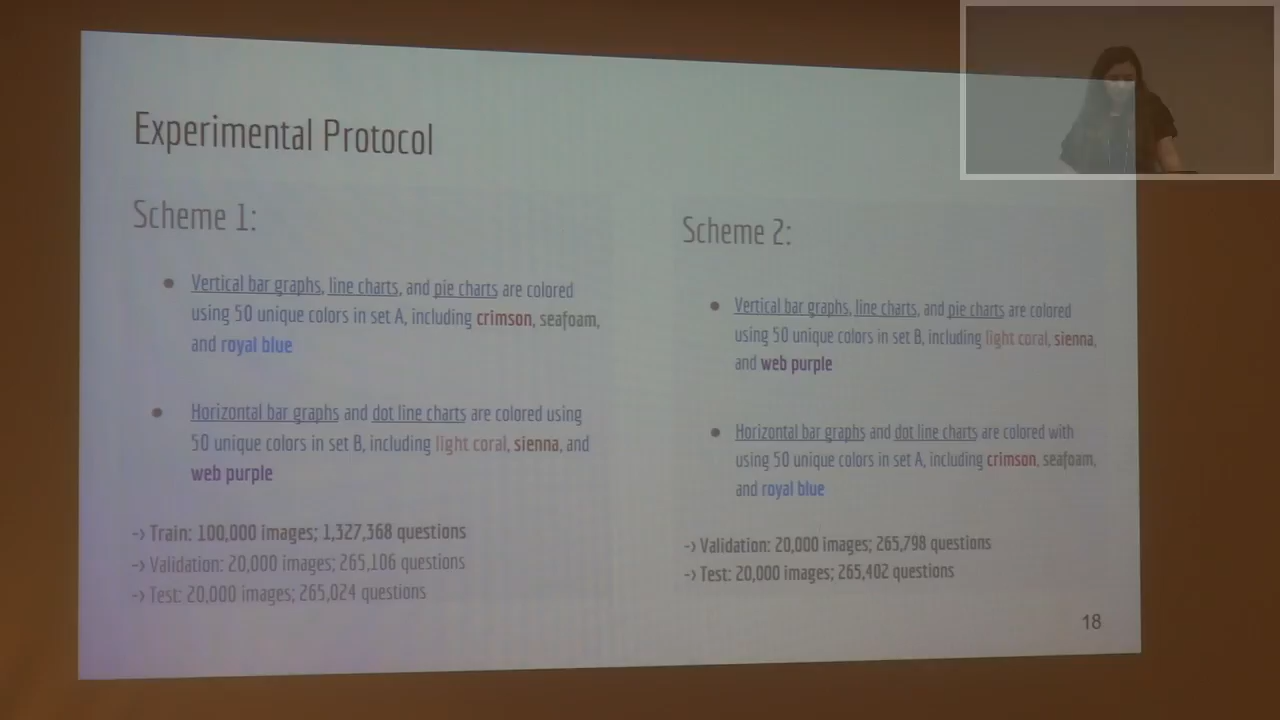 Experimental Protocol
Scheme 1:
Vertical bar graphs, line charts, and pie charts are colored
using 50 unique colors in set A, including crimson, seafoam,
and royal blue
Horizontal bar graphs and dot line charts are colored using
50 unique colors in set B, including light coral, sienna, and
web purple
-> Train: 100,000 images; 1,327,368 questions
-> Validation: 20,000 images; 265,106 questions
-> Test: 20,000 images; 265,024 questions
Scheme 2:
Vertical bar graphs, line charts, and pie charts are colored
using 50 unique colors in set B, including light coral, sienna,
and web purple
Horizontal bar graphs and dot line charts are colored with
using 50 unique colors in set A, including crimson, seafoam,
and royal blue
-> Validation: 20,000 images; 265,798 questions
-> Test: 20,000 images; 265,402 questions
18